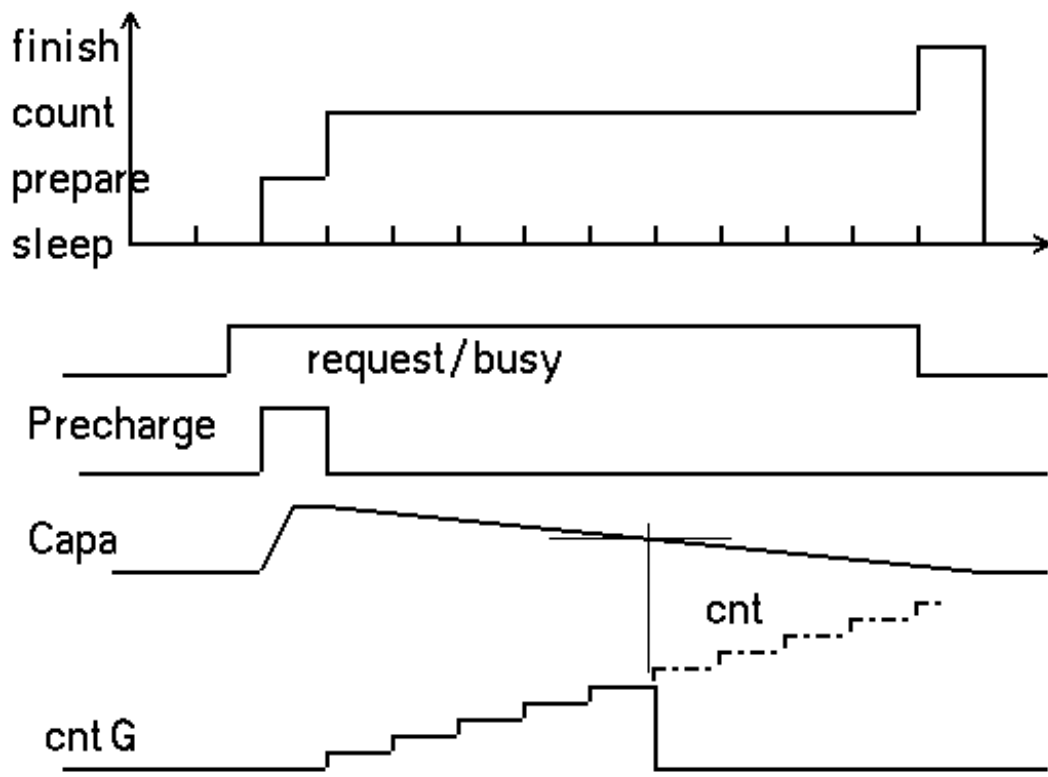 finish
count
prepare
sleep
request/busy
Precharge
Capa
cnt
cnt G